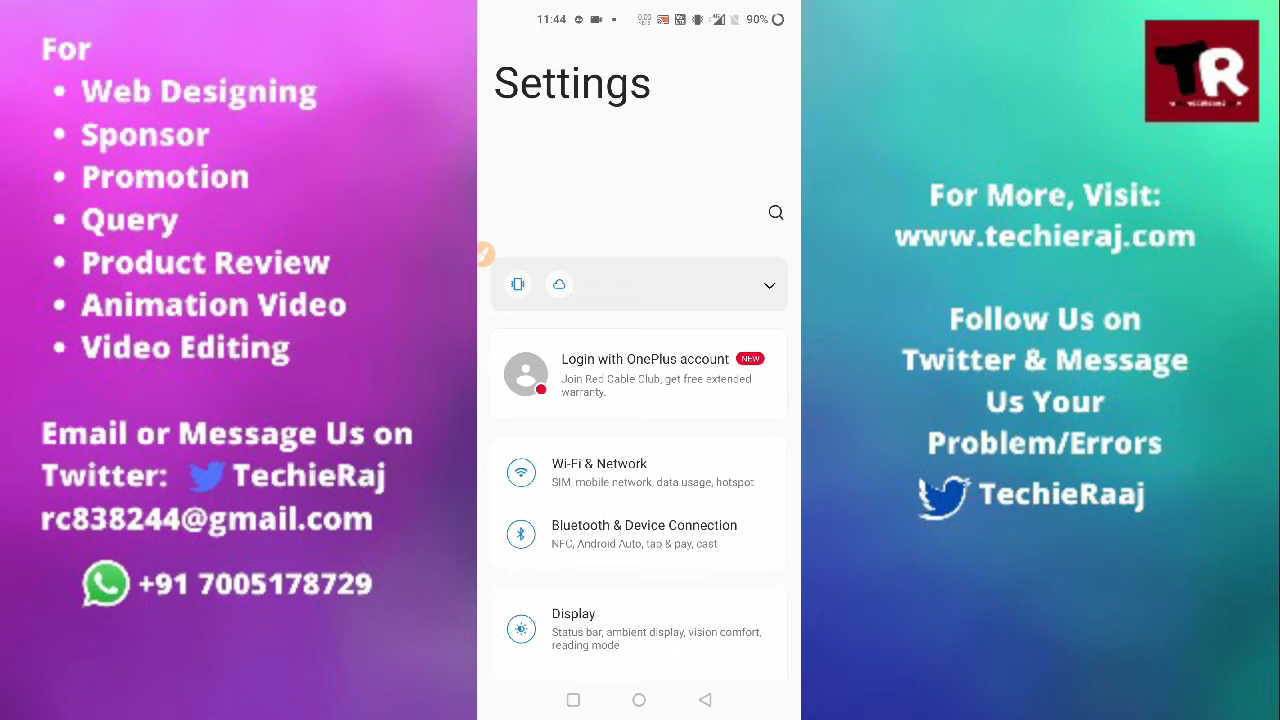 For
• Web Designing
• Sponsor
• Promotion
• Query
• Product Review
• Animation Video
• Video Editing
Email or Message Us on
Twitter: TechieRaj
rc838244@gmail.com
+91 7005178729
11:44
90%
Settings
Login with OnePlus account NEW
Join Red Cable Club, get free extended
warranty.
Wi-Fi & Network
SIM, mobile network, data usage, hotspot
Bluetooth & Device Connection
NFC, Android Auto, tap & pay, cast
Display
Status bar, ambient display, vision comfort,
reading mode
TR
For More, Visit:
www.techieraj.com
Follow Us on
Twitter & Message
Us Your
Problem/Errors
TechieRaaj